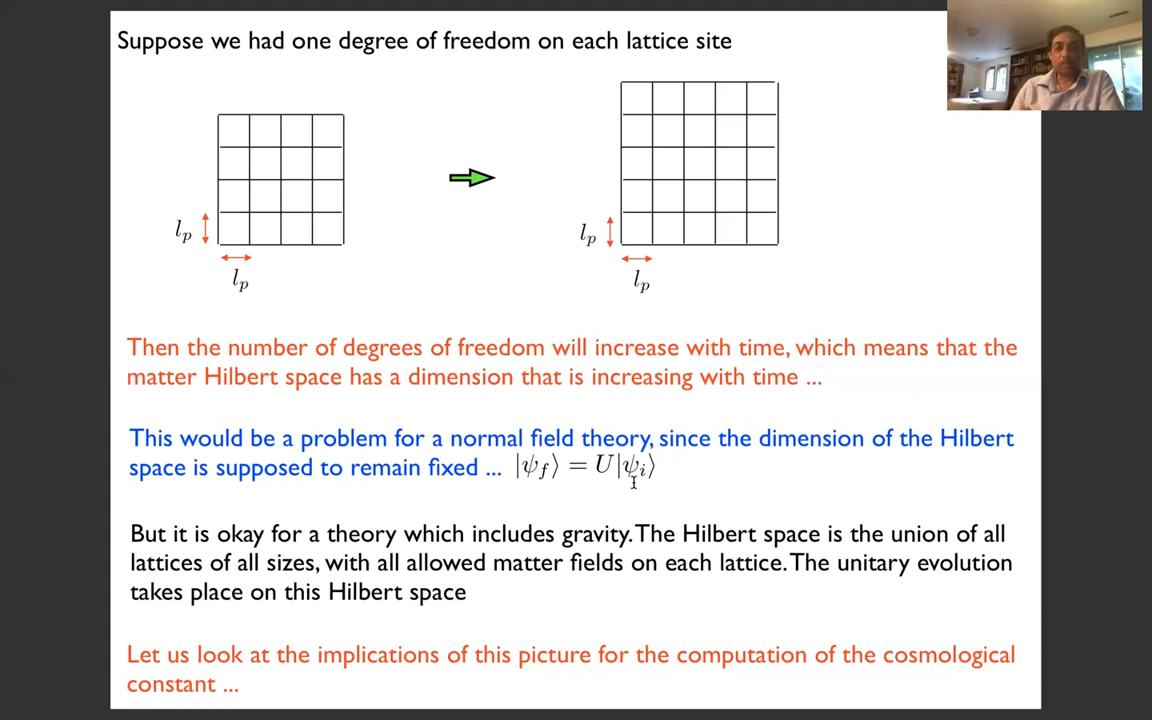 Suppose we had one degree of freedom on each lattice site
l_p
l_p
l_p
l_p
Then the number of degrees of freedom will increase with time, which means that the
matter Hilbert space has a dimension that is increasing with time ...
This would be a problem for a normal field theory, since the dimension of the Hilbert
space is supposed to remain fixed ... |ψ_f⟩ = U|ψ_i⟩
But it is okay for a theory which includes gravity. The Hilbert space is the union of all
lattices of all sizes, with all allowed matter fields on each lattice. The unitary evolution
takes place on this Hilbert space
Let us look at the implications of this picture for the computation of the cosmological
constant ...